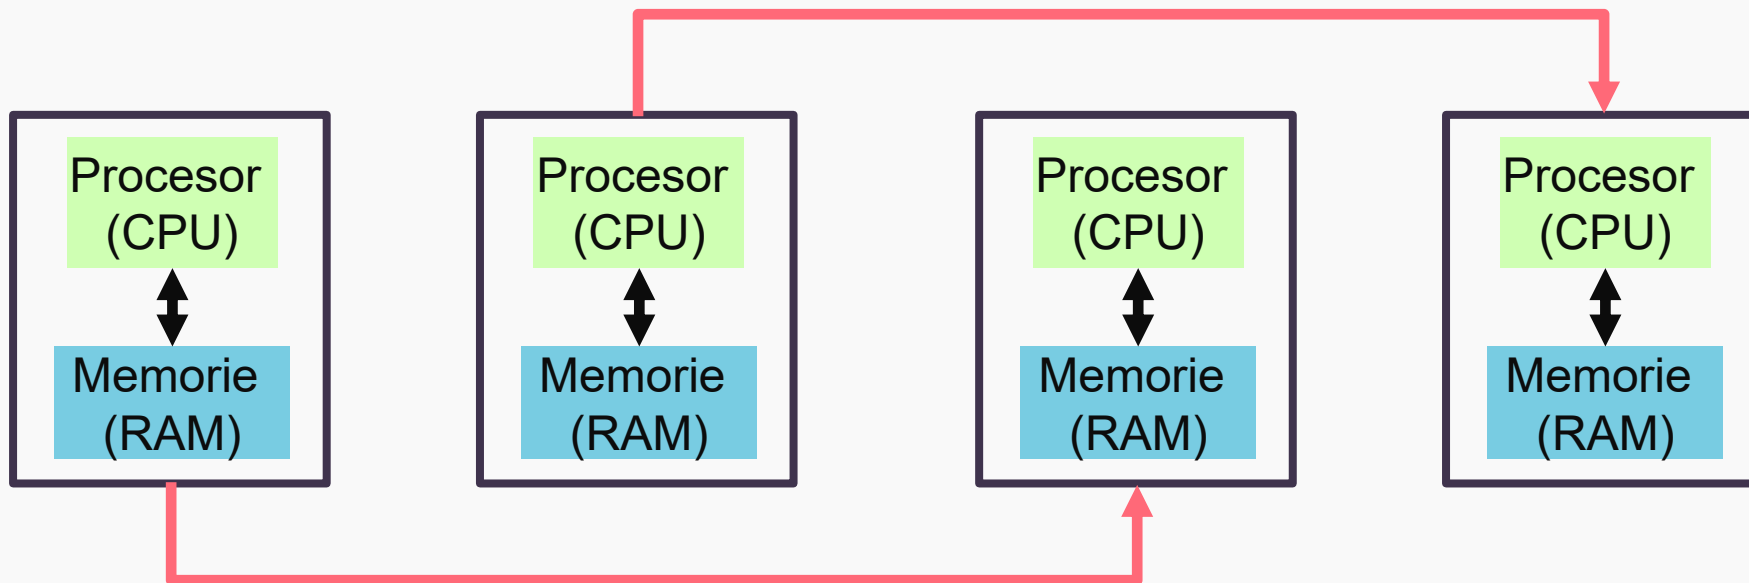 Procesor
(CPU)
Memorie
(RAM)
Procesor
(CPU)
Memorie
(RAM)
Procesor
(CPU)
Memorie
(RAM)
Procesor
(CPU)
Memorie
(RAM)